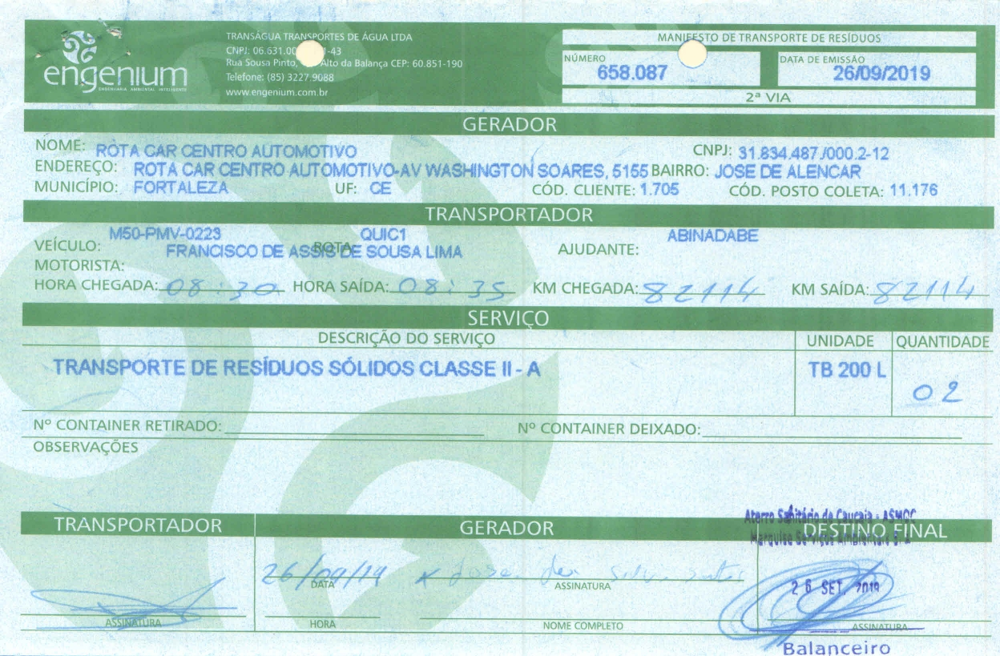 engenium
ENGENHARIA AMBIENTAL INTELIGENTE
TRANSÁGUA TRANSPORTES DE ÁGUA LTDA
CNPJ: 06.631.00 1-43
Rua Sousa Pinto, Alto da Balança CEP: 60.851-190
Telefone: (85) 3227.9088
www.engenium.com.br
MANIFESTO DE TRANSPORTE DE RESÍDUOS
NÚMERO 658.087
DATA DE EMISSÃO 26/09/2019
2ª VIA
GERADOR
NOME: ROTA CAR CENTRO AUTOMOTIVO CNPJ: 31.834.487/000.2-12
ENDEREÇO: ROTA CAR CENTRO AUTOMOTIVO-AV WASHINGTON SOARES, 5155 BAIRRO: JOSE DE ALENCAR
MUNICÍPIO: FORTALEZA UF: CE CÓD. CLIENTE: 1.705 CÓD. POSTO COLETA: 11.176
TRANSPORTADOR
VEÍCULO: M50-PMV-0223 ROTA QUIC1 AJUDANTE: ABINADABE
MOTORISTA: FRANCISCO DE ASSIS DE SOUSA LIMA
HORA CHEGADA: 08:30 HORA SAÍDA: 08:35 KM CHEGADA: 82114 KM SAÍDA: 82114
SERVIÇO
DESCRIÇÃO DO SERVIÇO UNIDADE QUANTIDADE
TRANSPORTE DE RESÍDUOS SÓLIDOS CLASSE II - A TB 200 L 02
Nº CONTAINER RETIRADO: Nº CONTAINER DEIXADO:
OBSERVAÇÕES
Aterro Sanitário de Caucaia - ASMOC
Marquise Serviços Ambientais S/A
TRANSPORTADOR GERADOR DESTINO FINAL
26/09/19
DATA ASSINATURA
26 SET. 2019
ASSINATURA HORA NOME COMPLETO ASSINATURA
Balanceiro